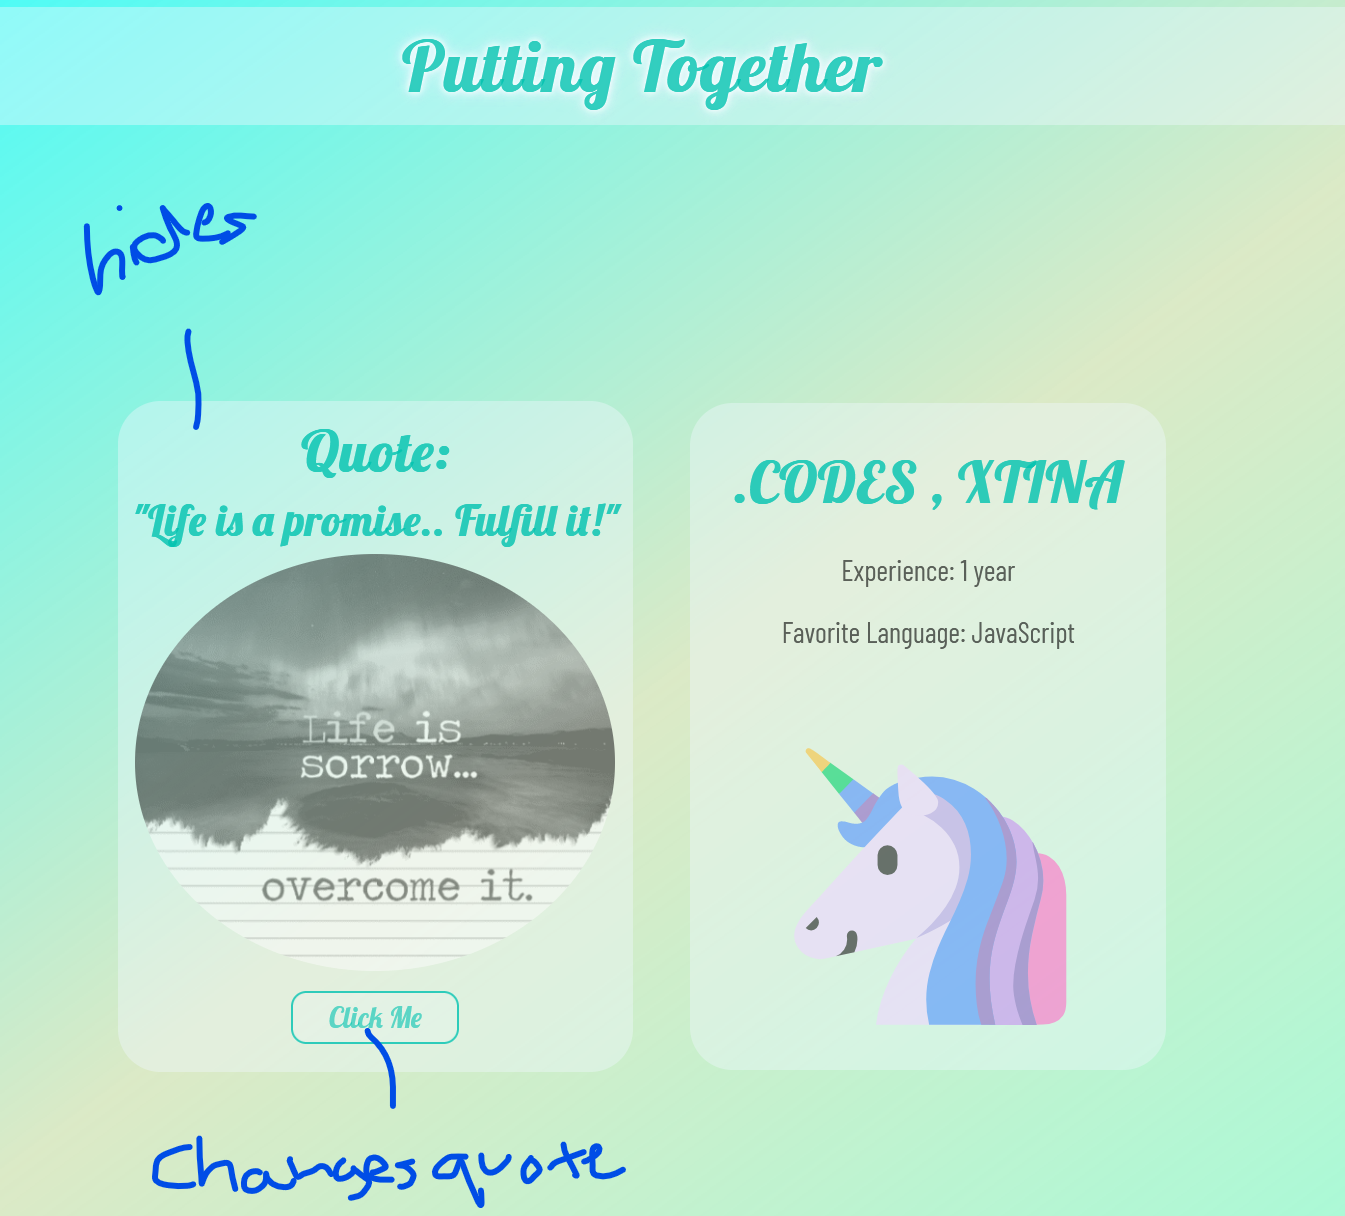 Putting Together
hides
Quote:
"Life is a promise.. Fulfill it!"
Life is
sorrow...
overcome it.
Click Me
Changes quote
.CODES , XTINA
Experience: 1 year
Favorite Language: JavaScript